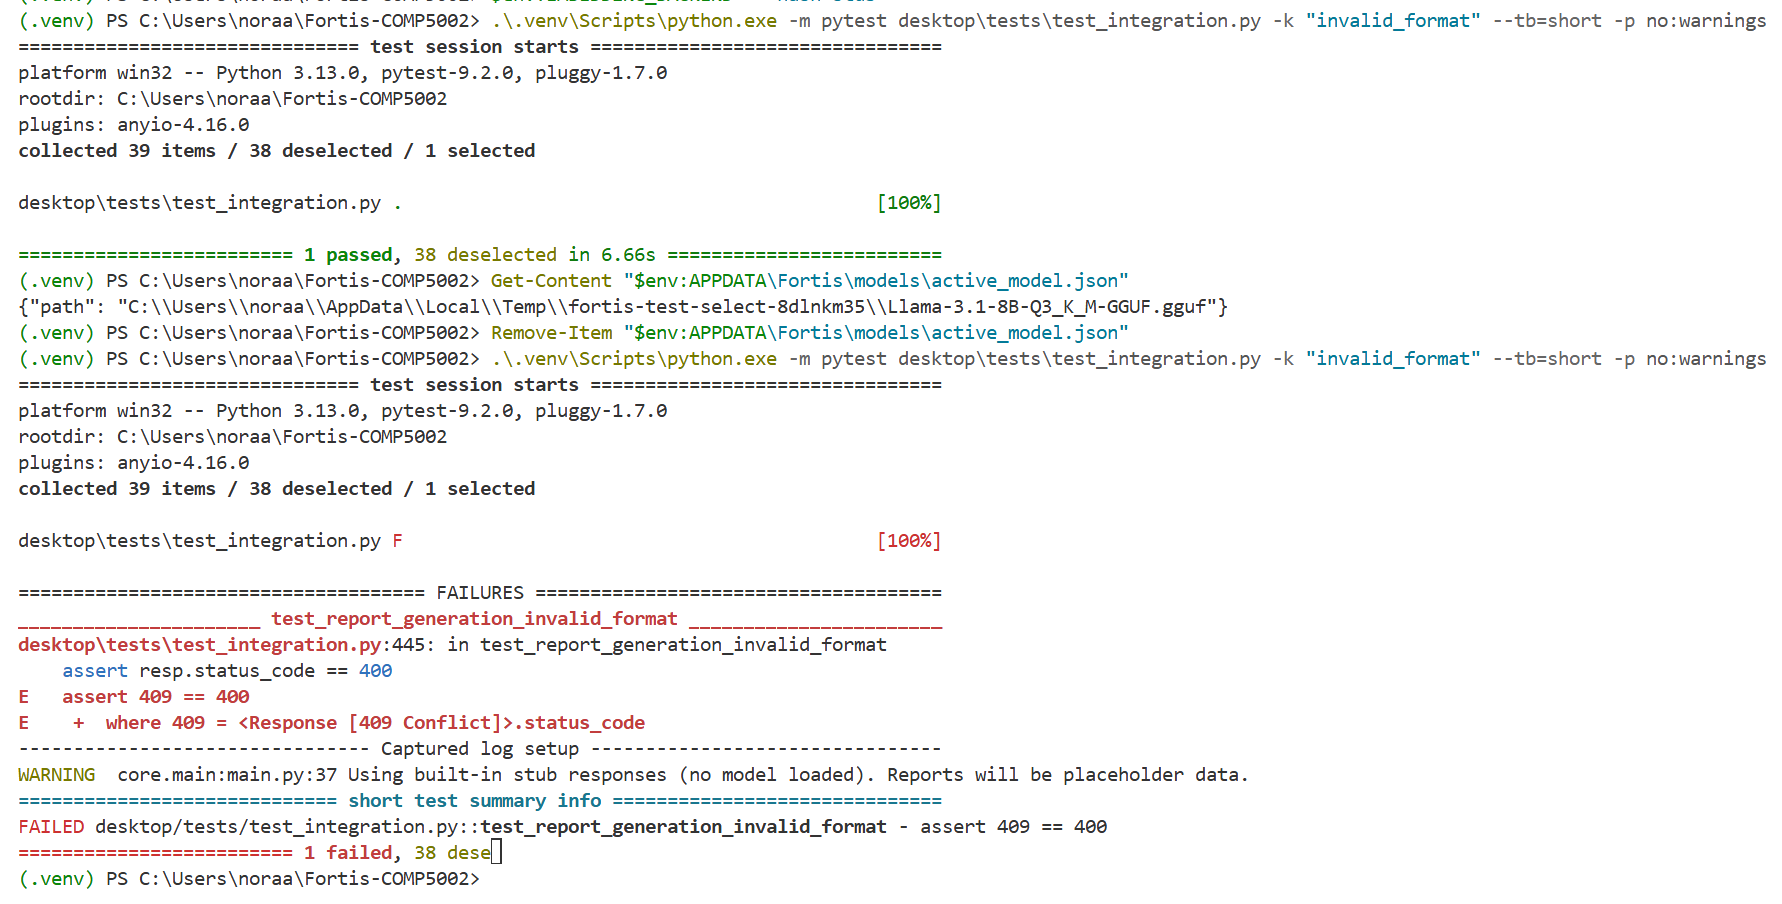 (.venv) PS C:\Users\noraa\Fortis-COMP5002> .\.venv\Scripts\python.exe -m pytest desktop\tests\test_integration.py -k "invalid_format" --tb=short -p no:warnings
=============================== test session starts ================================
platform win32 -- Python 3.13.0, pytest-9.2.0, pluggy-1.7.0
rootdir: C:\Users\noraa\Fortis-COMP5002
plugins: anyio-4.16.0
collected 39 items / 38 deselected / 1 selected
desktop\tests\test_integration.py . [100%]
========================= 1 passed, 38 deselected in 6.66s =========================
(.venv) PS C:\Users\noraa\Fortis-COMP5002> Get-Content "$env:APPDATA\Fortis\models\active_model.json"
{"path": "C:\\Users\\noraa\\AppData\\Local\\Temp\\fortis-test-select-8dlnkm35\\Llama-3.1-8B-Q3_K_M-GGUF.gguf"}
(.venv) PS C:\Users\noraa\Fortis-COMP5002> Remove-Item "$env:APPDATA\Fortis\models\active_model.json"
(.venv) PS C:\Users\noraa\Fortis-COMP5002> .\.venv\Scripts\python.exe -m pytest desktop\tests\test_integration.py -k "invalid_format" --tb=short -p no:warnings
=============================== test session starts ================================
platform win32 -- Python 3.13.0, pytest-9.2.0, pluggy-1.7.0
rootdir: C:\Users\noraa\Fortis-COMP5002
plugins: anyio-4.16.0
collected 39 items / 38 deselected / 1 selected
desktop\tests\test_integration.py F [100%]
===================================== FAILURES =====================================
______________________ test_report_generation_invalid_format _______________________
desktop\tests\test_integration.py:445: in test_report_generation_invalid_format
    assert resp.status_code == 400
E   assert 409 == 400
E    +  where 409 = <Response [409 Conflict]>.status_code
-------------------------------- Captured log setup --------------------------------
WARNING  core.main:main.py:37 Using built-in stub responses (no model loaded). Reports will be placeholder data.
============================= short test summary info ==============================
FAILED desktop/tests/test_integration.py::test_report_generation_invalid_format - assert 409 == 400
========================= 1 failed, 38 dese
(.venv) PS C:\Users\noraa\Fortis-COMP5002>